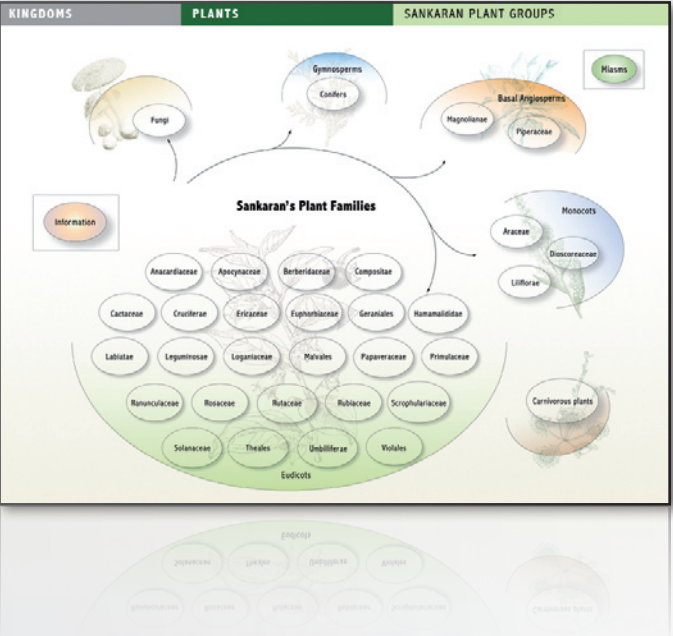 KINGDOMS PLANTS SANKARAN PLANT GROUPS
Gymnosperms
Conifers
Miasms
Basal Angiosperms
Magnolianae
Piperaceae
Fungi
Sankaran's Plant Families
Information
Monocots
Araceae
Dioscoreaceae
Liliflorae
Anacardiaceae Apocynaceae Berberidaceae Compositae
Cactaceae Cruciferae Ericaceae Euphorbiaceae Geraniales Hamamalididae
Labiatae Leguminosae Loganiaceae Malvales Papaveraceae Primulaceae
Ranunculaceae Rosaceae Rutaceae Rubiaceae Scrophulariaceae
Carnivorous plants
Solanaceae Theales Umbilliferae Violales
Eudicots